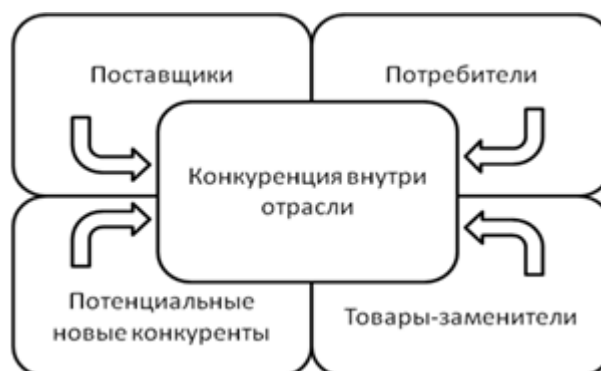 Поставщики
Потребители
Конкуренция внутри
отрасли
Потенциальные
новые конкуренты
Товары-заменители